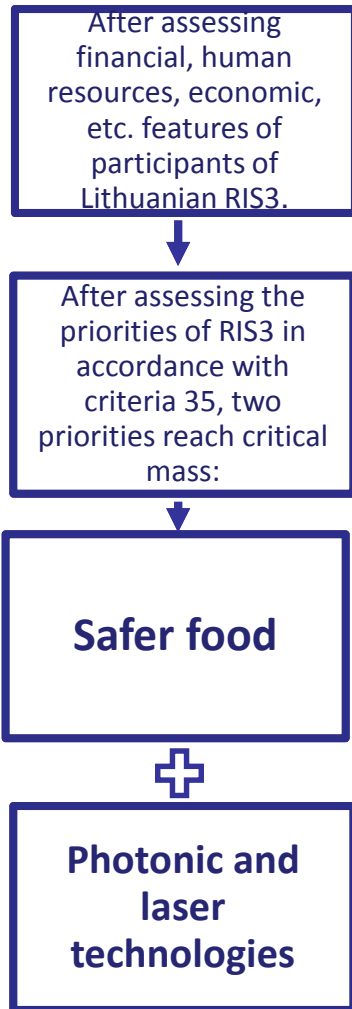 After assessing
financial, human
resources, economic,
etc. features of
participants of
Lithuanian RIS3.
After assessing the
priorities of RIS3 in
accordance with
criteria 35, two
priorities reach critical
mass:
Safer food
Photonic and
laser
technologies